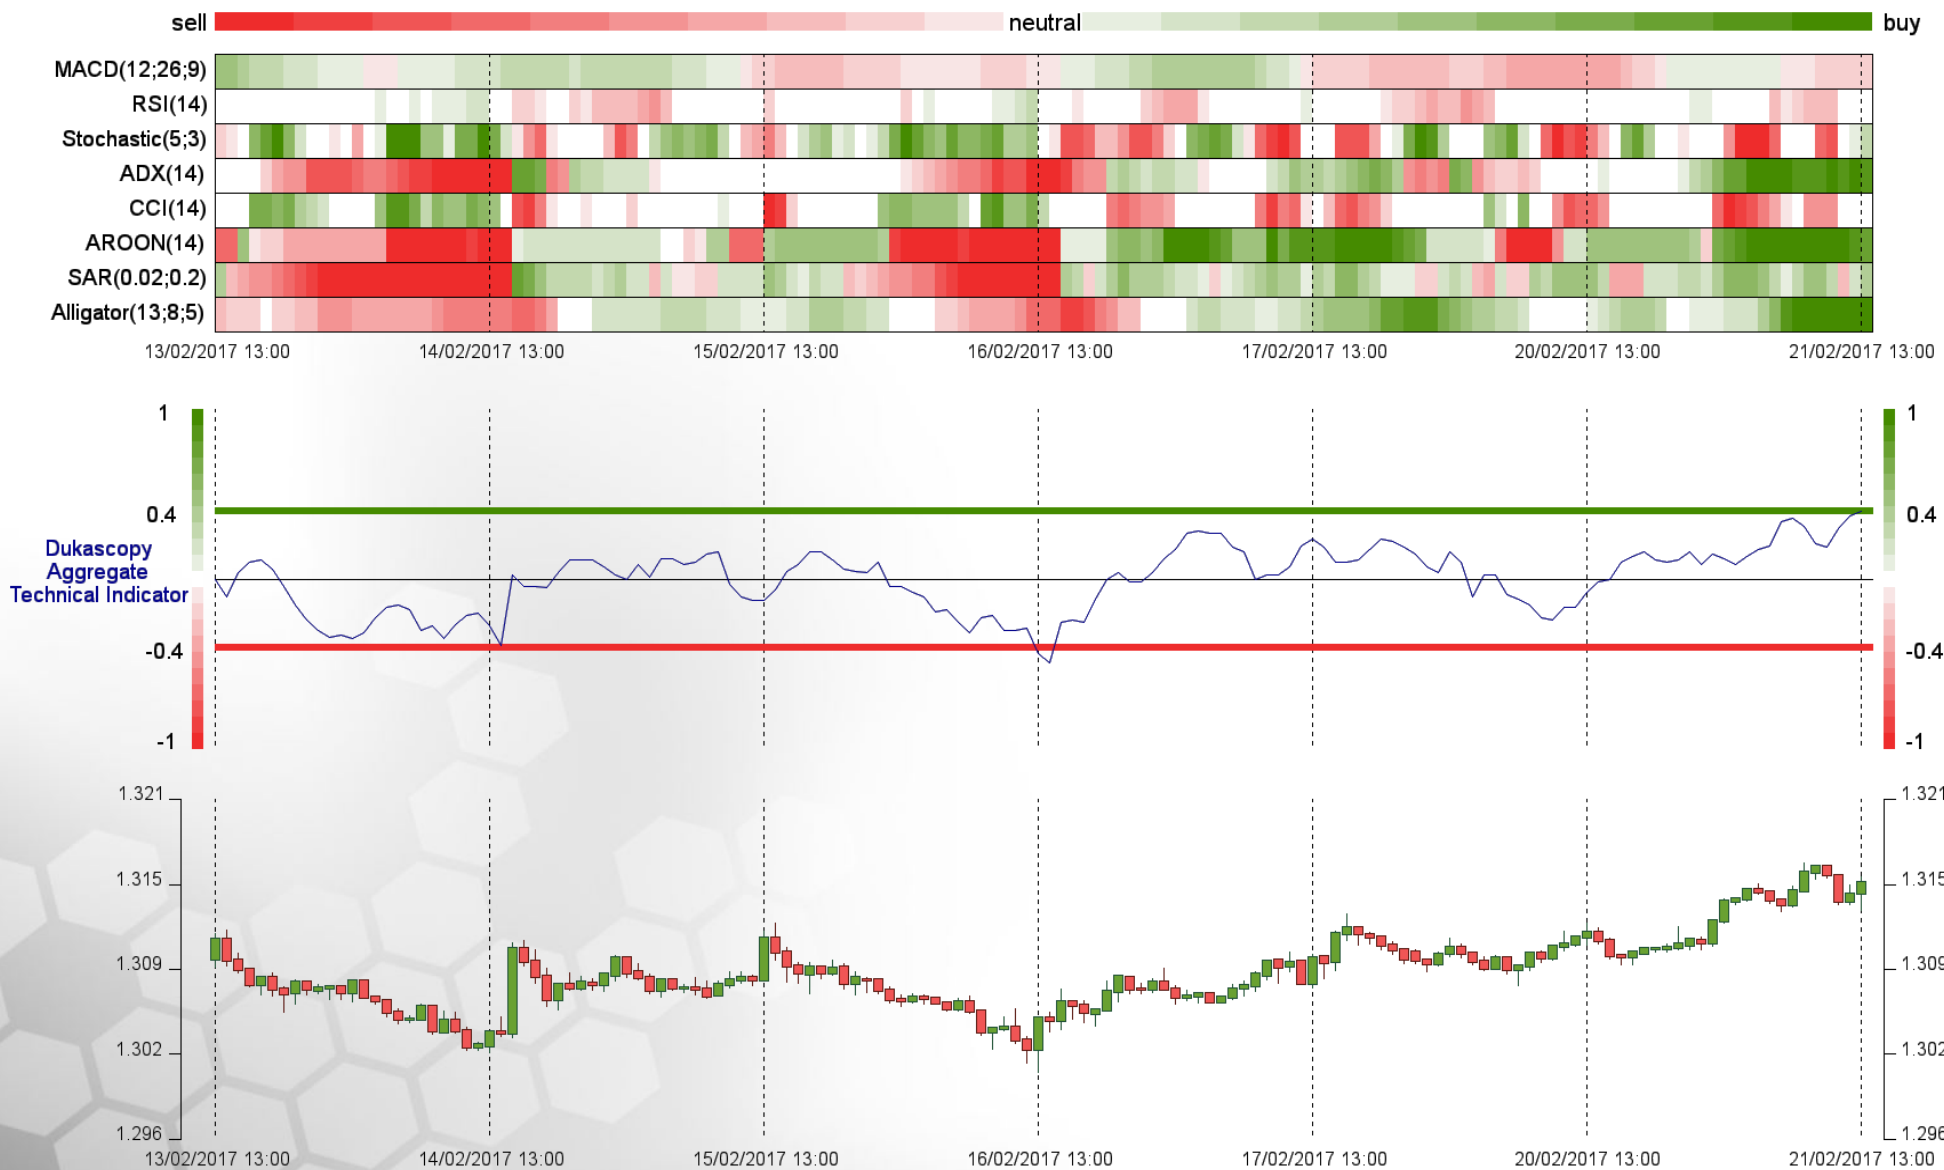 sell neutral buy
MACD(12;26;9)
RSI(14)
Stochastic(5;3)
ADX(14)
CCI(14)
AROON(14)
SAR(0.02;0.2)
Alligator(13;8;5)
13/02/2017 13:00 14/02/2017 13:00 15/02/2017 13:00 16/02/2017 13:00 17/02/2017 13:00 20/02/2017 13:00 21/02/2017 13:00
1 1
0.4 0.4
Dukascopy
Aggregate
Technical Indicator
-0.4 -0.4
-1 -1
1.321 1.321
1.315 1.315
1.309 1.309
1.302 1.302
1.296 1.296
13/02/2017 13:00 14/02/2017 13:00 15/02/2017 13:00 16/02/2017 13:00 17/02/2017 13:00 20/02/2017 13:00 21/02/2017 13:00